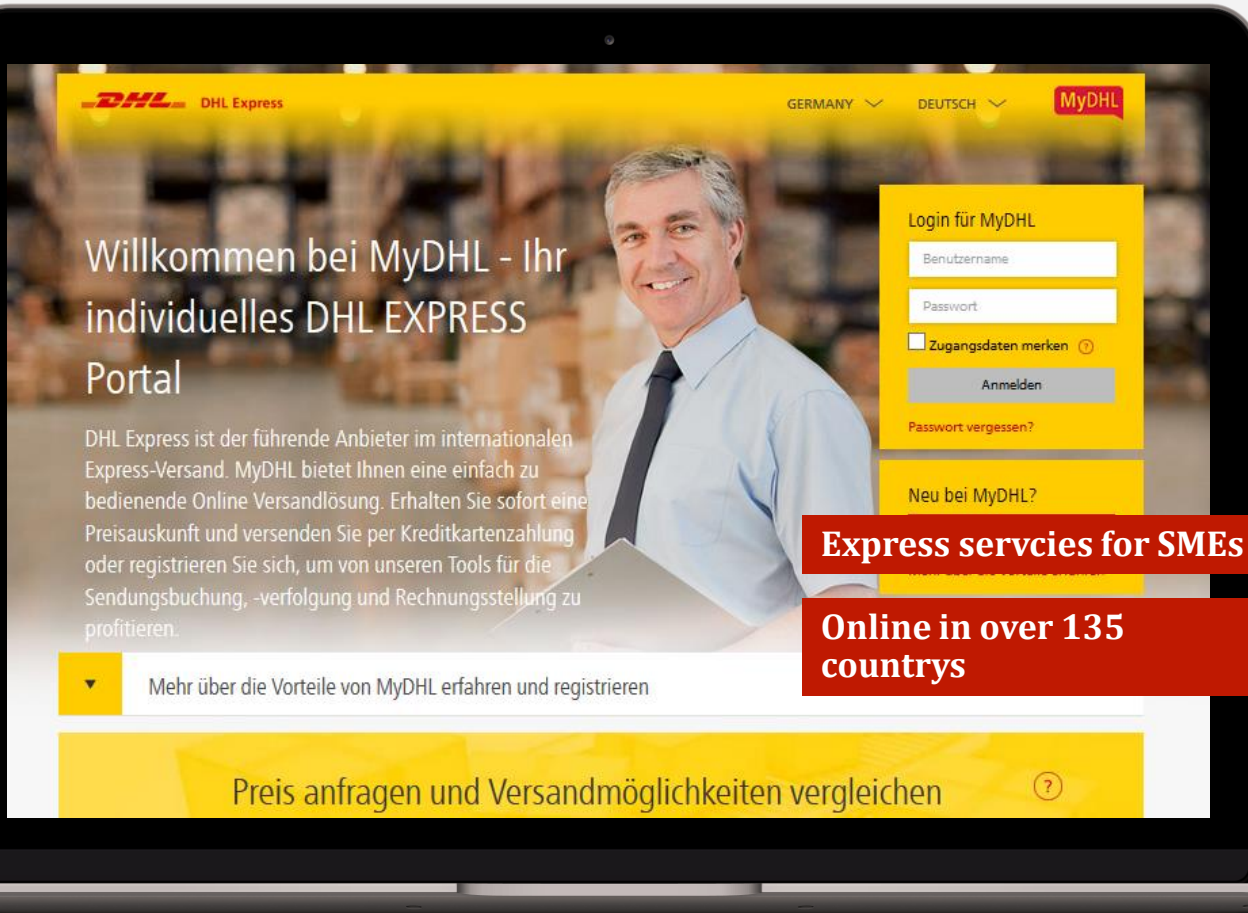 DHL DHL Express
GERMANY DEUTSCH MyDHL
Willkommen bei MyDHL - Ihr
individuelles DHL EXPRESS
Portal
DHL Express ist der führende Anbieter im internationalen
Express-Versand. MyDHL bietet Ihnen eine einfach zu
bedienende Online Versandlösung. Erhalten Sie sofort eine
Preisauskunft und versenden Sie per Kreditkartenzahlung
oder registrieren Sie sich, um von unseren Tools für die
Sendungsbuchung, -verfolgung und Rechnungsstellung zu
profitieren.
Login für MyDHL
Benutzername
Passwort
Zugangsdaten merken ?
Anmelden
Passwort vergessen?
Neu bei MyDHL?
Express servcies for SMEs
Online in over 135
countrys
Mehr über die Vorteile von MyDHL erfahren und registrieren
Preis anfragen und Versandmöglichkeiten vergleichen ?